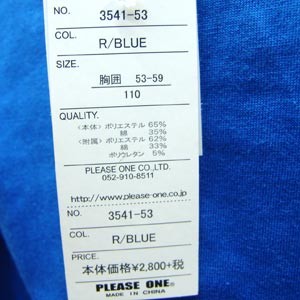 NO. 3541-53
COL. R/BLUE
SIZE. 胸囲 53-59
110
QUALITY.
〈本体〉ポリエステル 65%
綿 35%
〈附属〉ポリエステル 62%
綿 33%
ポリウレタン 5%
PLEASE ONE CO.,LTD.
052-910-8511
http://www.please-one.co.jp
NO. 3541-53
COL. R/BLUE
PRICE.
本体価格¥2,800+税
PLEASE ONE.
MADE IN CHINA